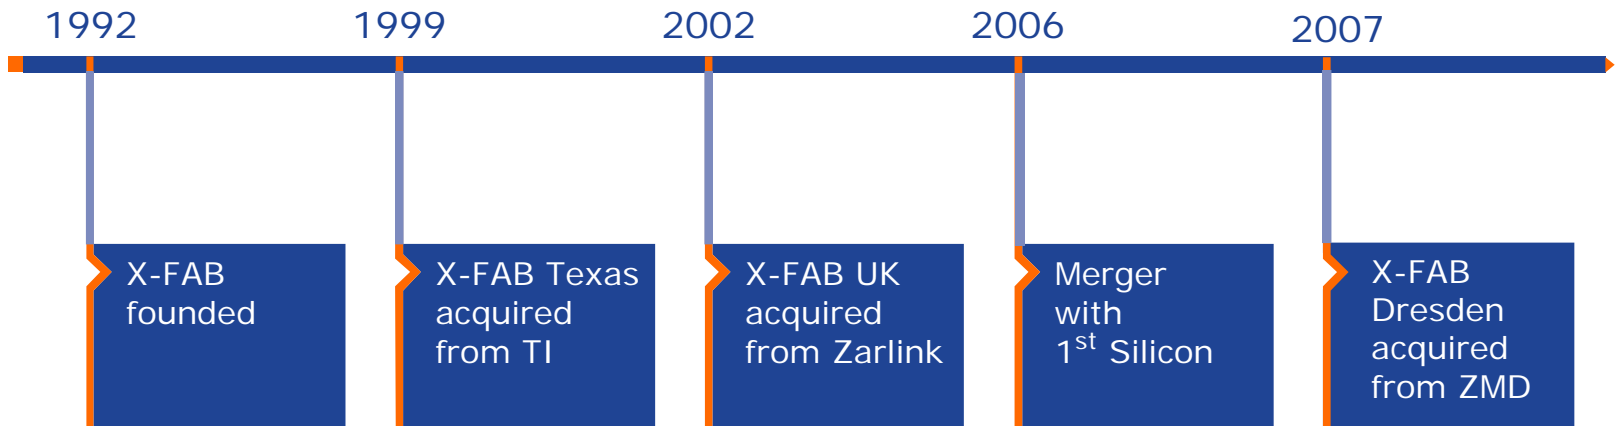 1992
1999
2002
2006
2007
X-FAB
founded
X-FAB Texas
acquired
from TI
X-FAB UK
acquired
from Zarlink
Merger
with
1st Silicon
X-FAB
Dresden
acquired
from ZMD